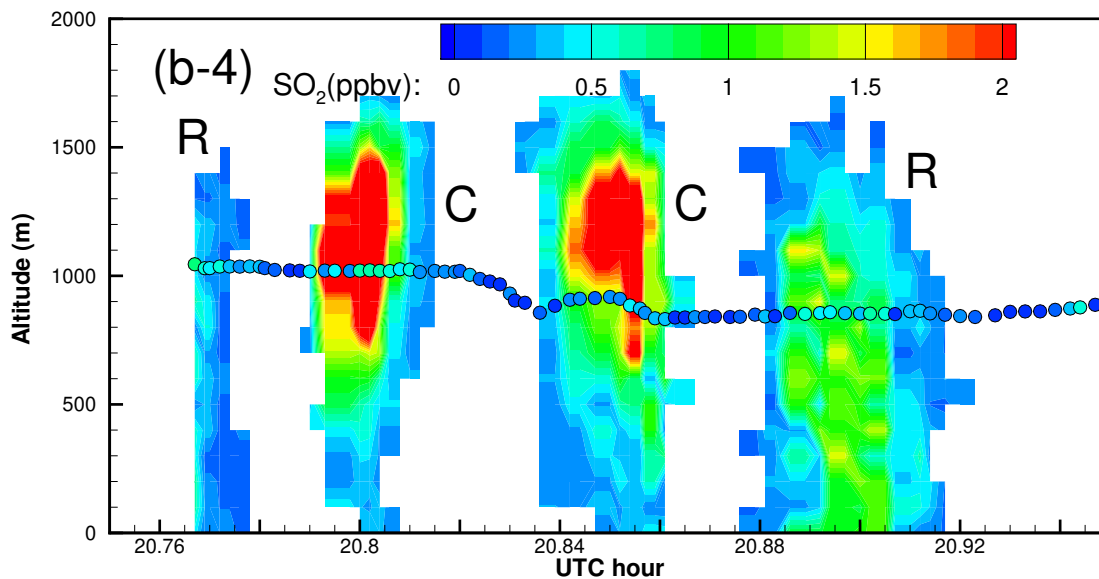 2000
(b-4)
SO2(ppbv): 0 0.5 1 1.5 2
R
1500
C
C
R
1000
Altitude (m)
500
0
20.76 20.8 20.84 20.88 20.92
UTC hour